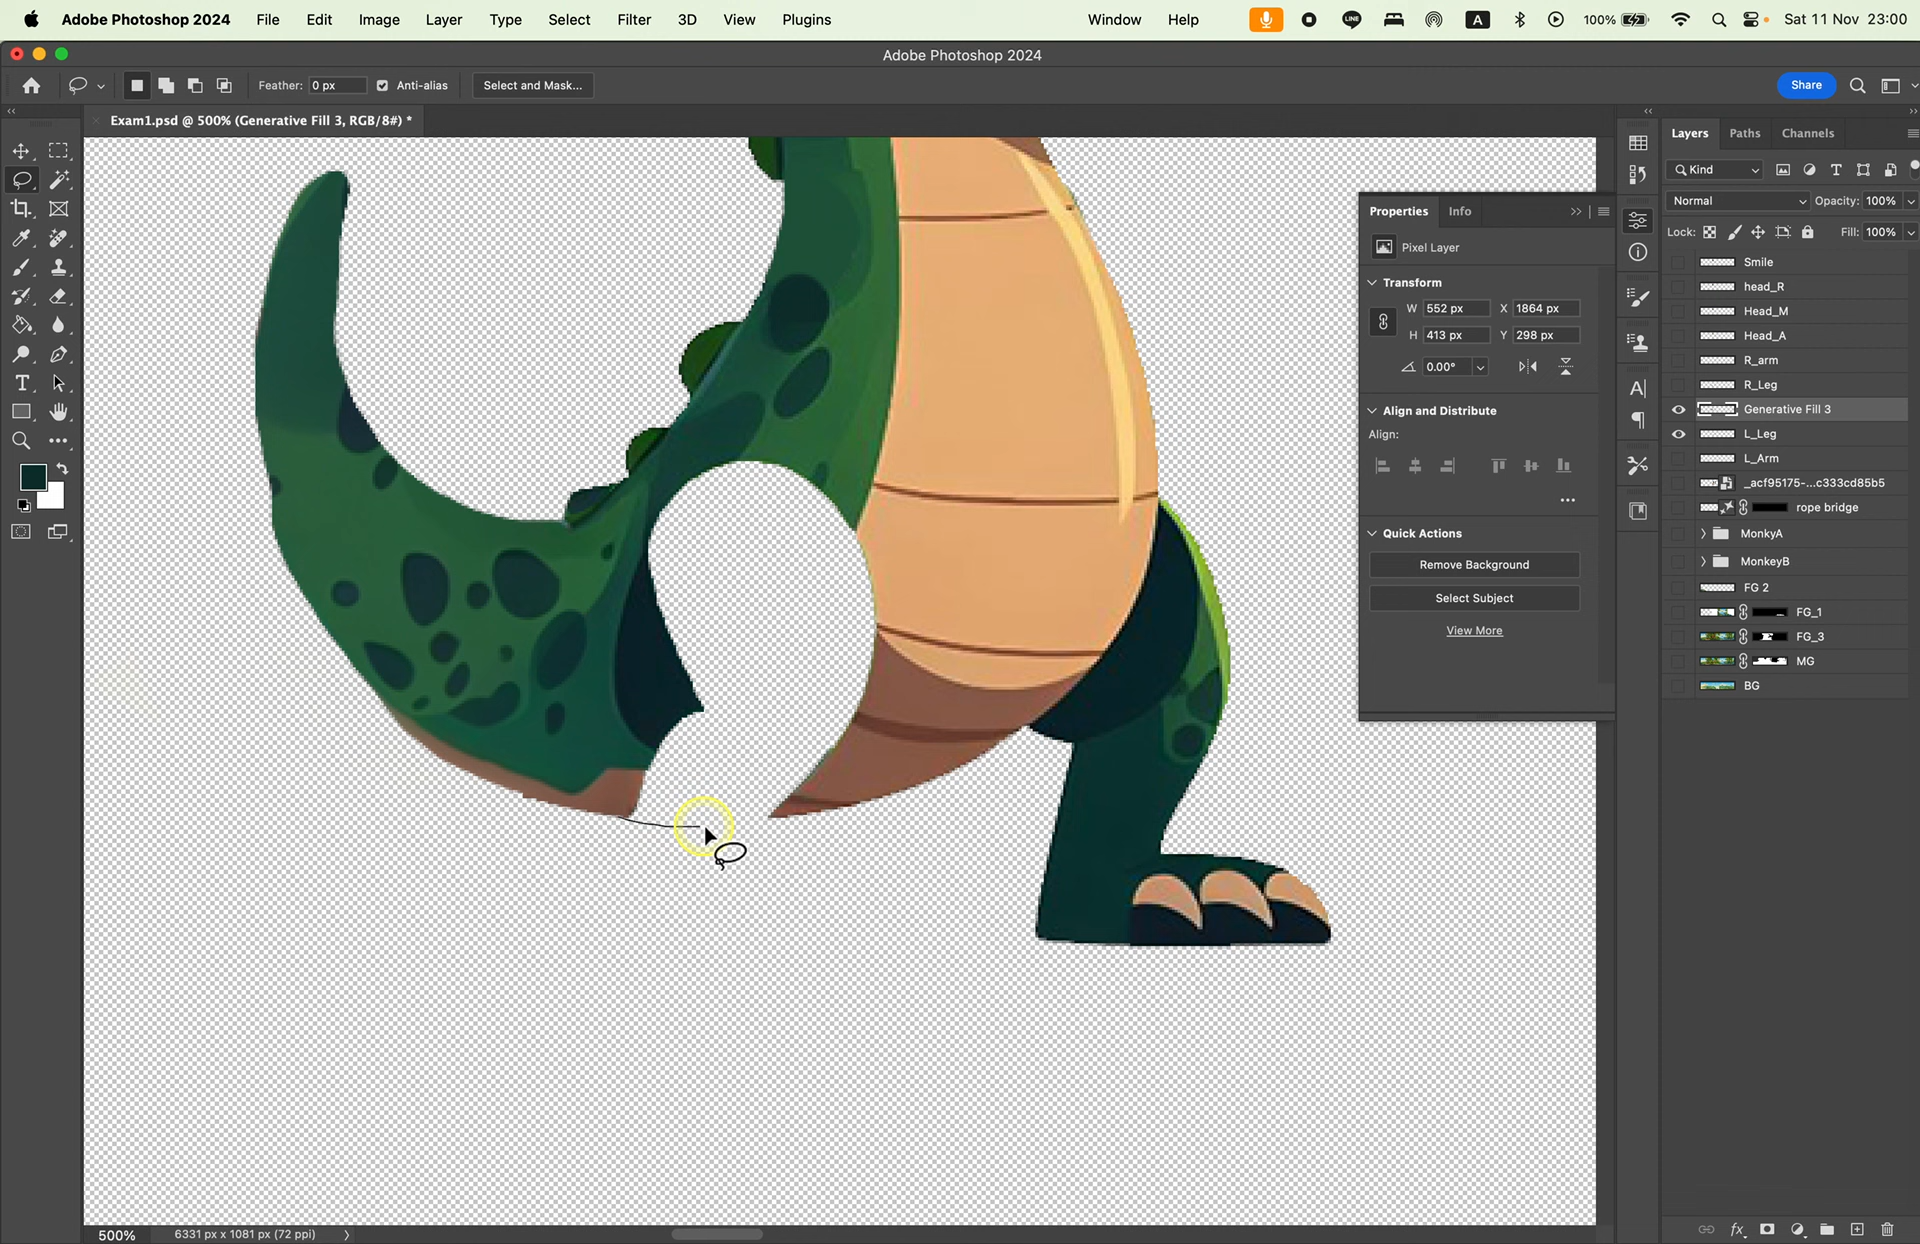 Adobe Photoshop 2024 File Edit Image Layer Type Select Filter 3D View Plugins Window Help LINE A 100% Sat 11 Nov 23:00
Adobe Photoshop 2024
Feather: 0 px Anti-alias Select and Mask... Share
Exam1.psd @ 500% (Generative Fill 3, RGB/8#) *
Layers Paths Channels
Kind
Normal Opacity: 100%
Lock: Fill: 100%
Smile
head_R
Head_M
Head_A
R_arm
R_Leg
Generative Fill 3
L_Leg
L_Arm
_acf95175-...c333cd85b5
rope bridge
MonkyA
MonkeyB
FG 2
FG_1
FG_3
MG
BG
Properties Info
Pixel Layer
Transform
W 552 px X 1864 px
H 413 px Y 298 px
0.00°
Align and Distribute
Align:
Quick Actions
Remove Background
Select Subject
View More
500% 6331 px x 1081 px (72 ppi)